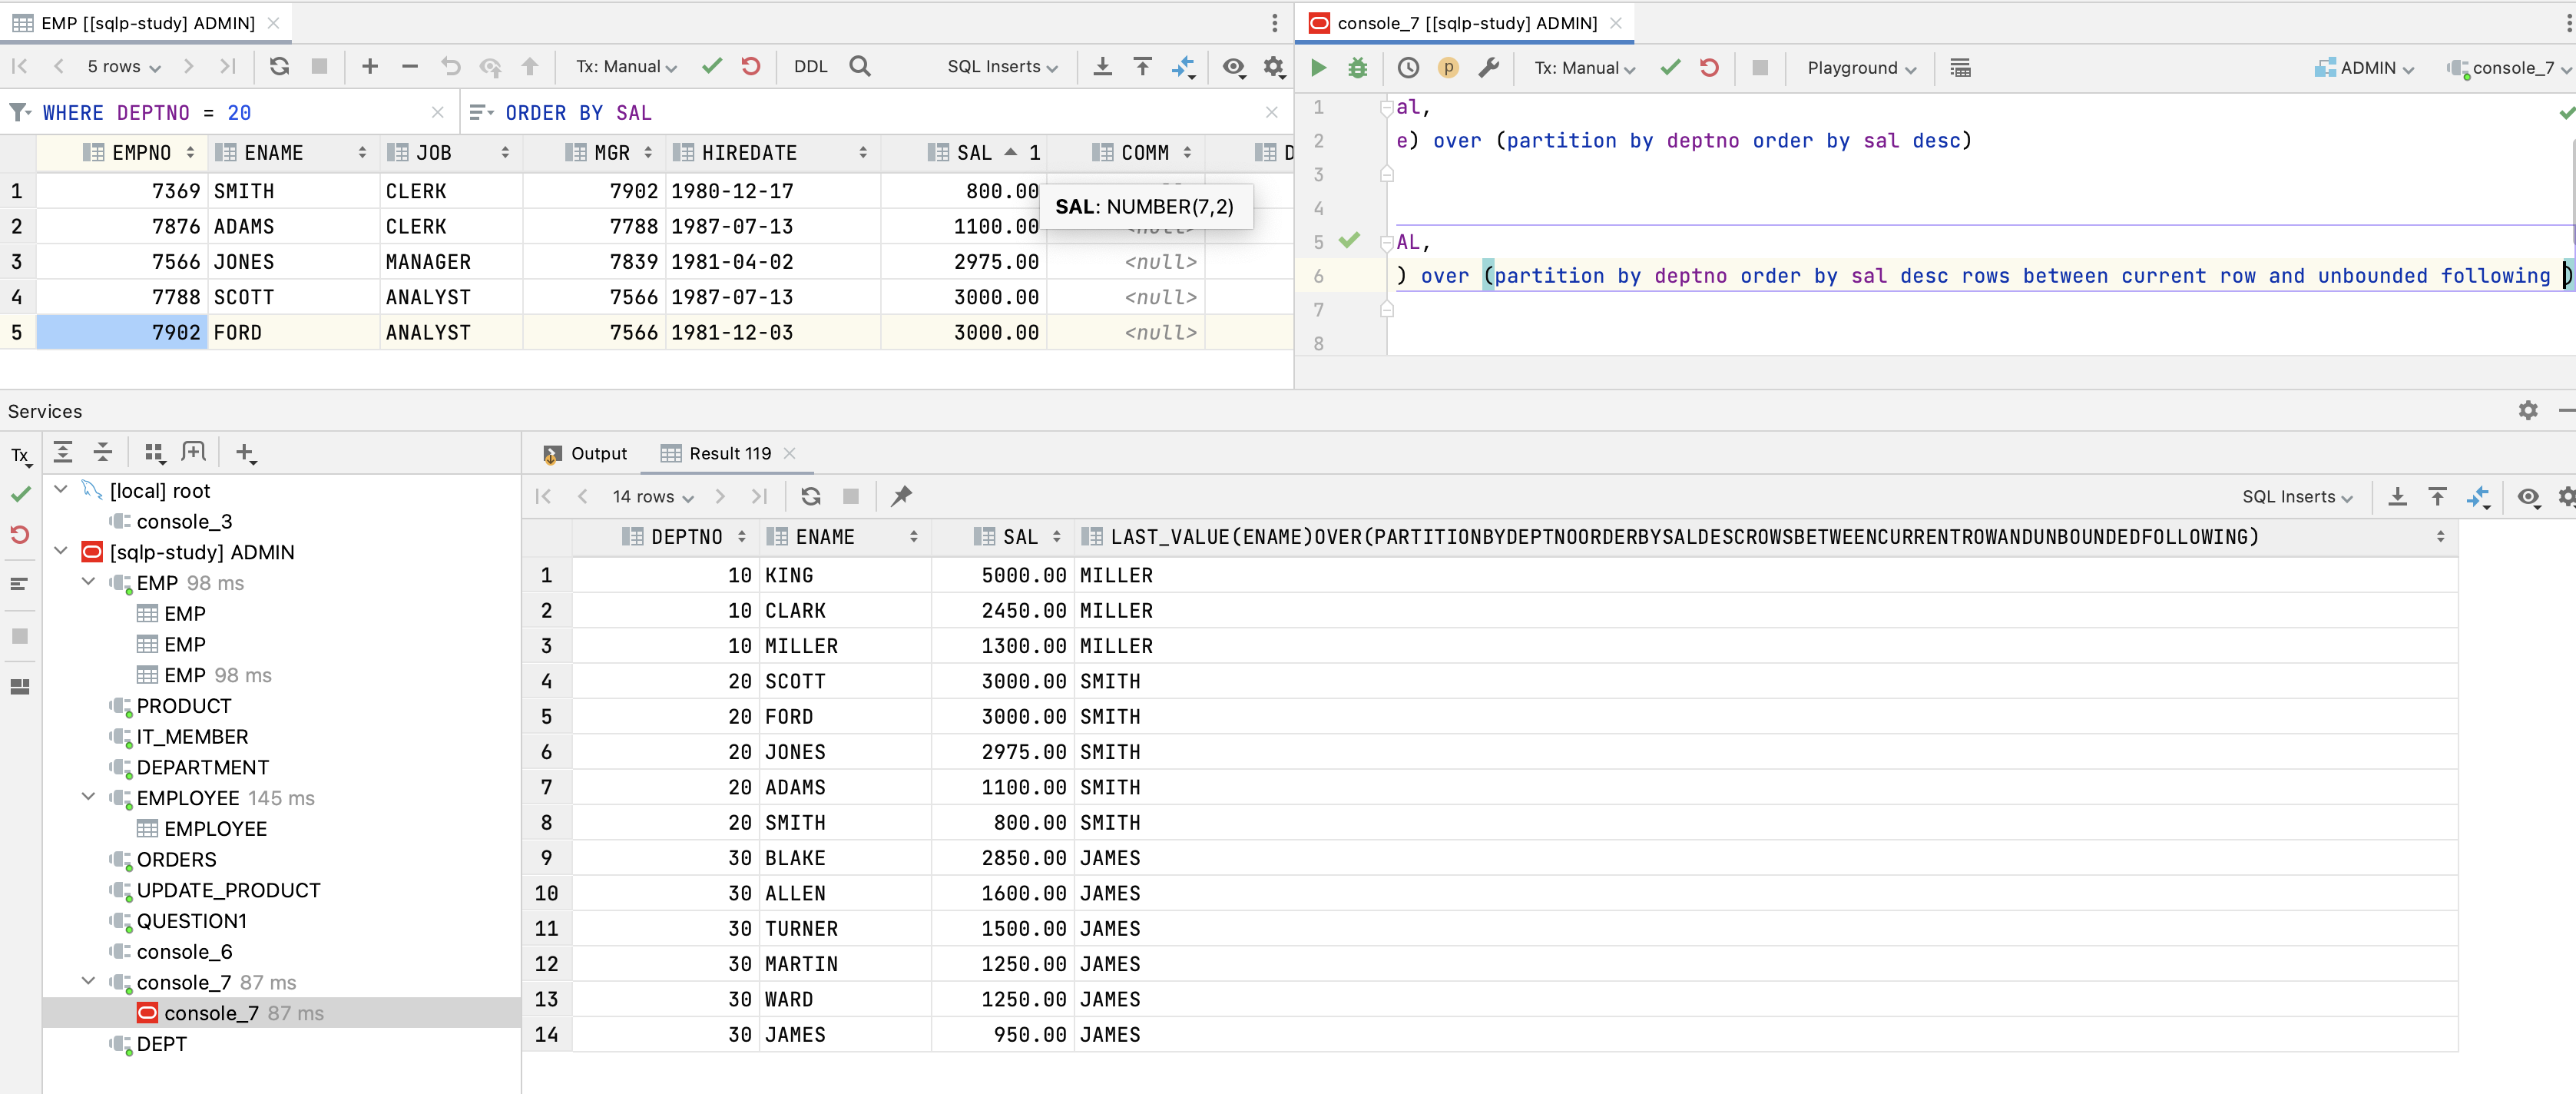 EMP [[sqlp-study] ADMIN]
5 rows
Tx: Manual
DDL
SQL Inserts
WHERE DEPTNO = 20
ORDER BY SAL
EMPNO ENAME JOB MGR HIREDATE SAL 1 COMM D
1 7369 SMITH CLERK 7902 1980-12-17 800.00
2 7876 ADAMS CLERK 7788 1987-07-13 1100.00 <null>
3 7566 JONES MANAGER 7839 1981-04-02 2975.00 <null>
4 7788 SCOTT ANALYST 7566 1987-07-13 3000.00 <null>
5 7902 FORD ANALYST 7566 1981-12-03 3000.00 <null>
SAL: NUMBER(7,2)
console_7 [[sqlp-study] ADMIN]
p
Tx: Manual
Playground
ADMIN
console_7
1 al,
2 e) over (partition by deptno order by sal desc)
3
4
5 AL,
6 ) over (partition by deptno order by sal desc rows between current row and unbounded following )
7
8
Services
Tx
[local] root
console_3
[sqlp-study] ADMIN
EMP 98 ms
EMP
EMP
EMP 98 ms
PRODUCT
IT_MEMBER
DEPARTMENT
EMPLOYEE 145 ms
EMPLOYEE
ORDERS
UPDATE_PRODUCT
QUESTION1
console_6
console_7 87 ms
console_7 87 ms
DEPT
Output
Result 119
14 rows
SQL Inserts
DEPTNO ENAME SAL LAST_VALUE(ENAME)OVER(PARTITIONBYDEPTNOORDERBYSALDESCROWSBETWEENCURRENTROWANDUNBOUNDEDFOLLOWING)
1 10 KING 5000.00 MILLER
2 10 CLARK 2450.00 MILLER
3 10 MILLER 1300.00 MILLER
4 20 SCOTT 3000.00 SMITH
5 20 FORD 3000.00 SMITH
6 20 JONES 2975.00 SMITH
7 20 ADAMS 1100.00 SMITH
8 20 SMITH 800.00 SMITH
9 30 BLAKE 2850.00 JAMES
10 30 ALLEN 1600.00 JAMES
11 30 TURNER 1500.00 JAMES
12 30 MARTIN 1250.00 JAMES
13 30 WARD 1250.00 JAMES
14 30 JAMES 950.00 JAMES